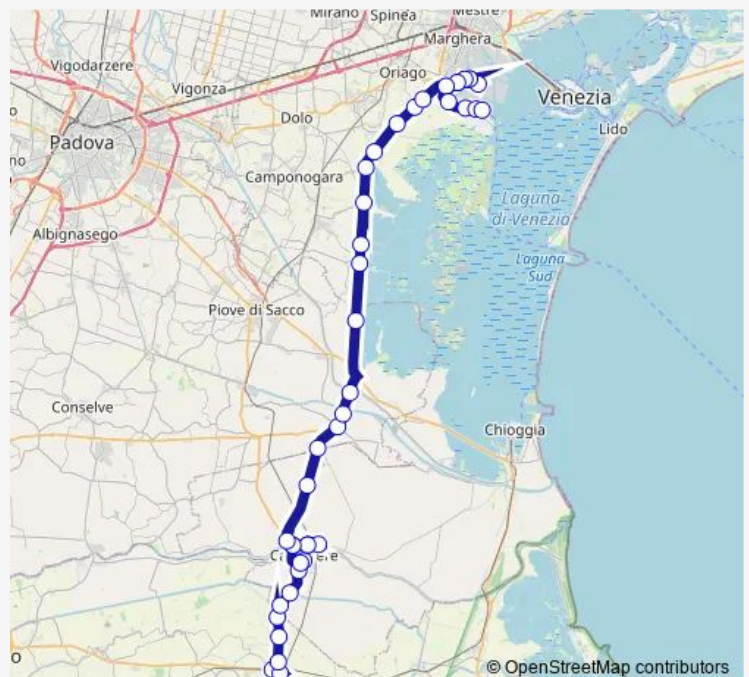 Mirano
Spinea
Mestre
Marghera
Vigodarzere
Oriago
Vigonza
Venezia
Dolo
Padova
Lido
Camponogara
Laguna
di Venezia
Albignasego
Laguna
Sud
Piove di Sacco
Conselve
Chioggia
© OpenStreetMap contributors